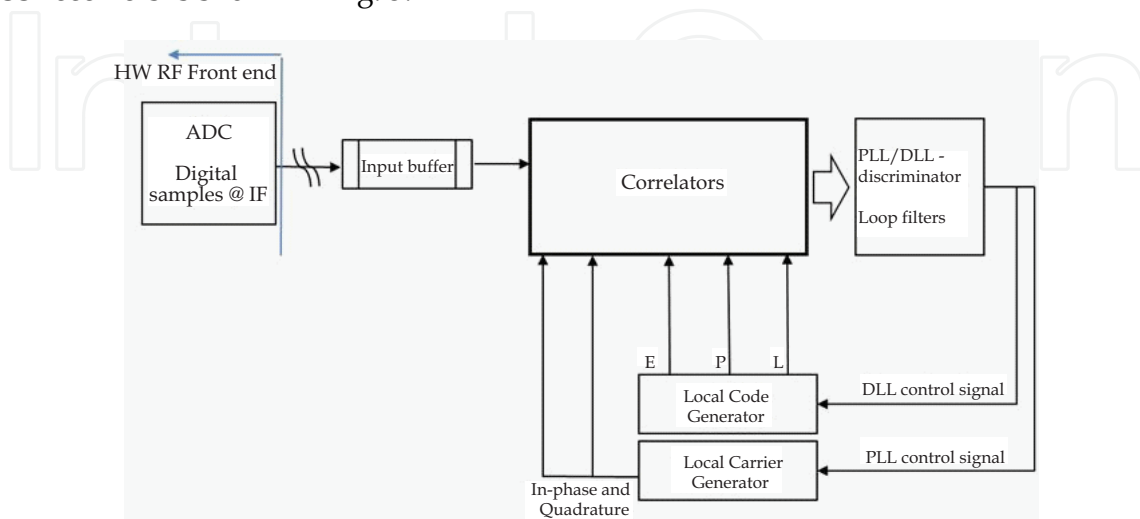 HW RF Front end
ADC
Digital
samples @ IF
Input buffer
Correlators
PLL/DLL -
discriminator
Loop filters
E P L
Local Code
Generator
DLL control signal
Local Carrier
Generator
PLL control signal
In-phase and
Quadrature